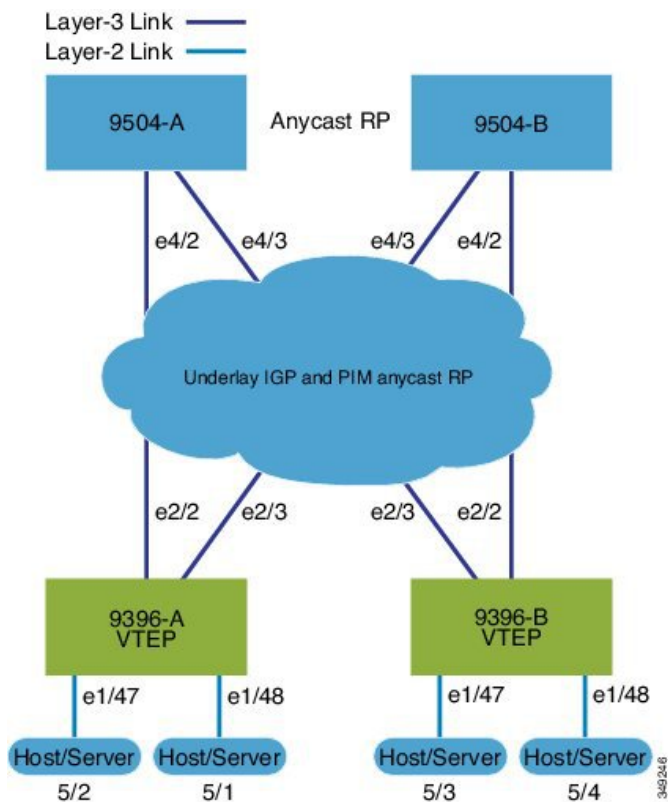 Layer-3 Link
Layer-2 Link
9504-A
Anycast RP
9504-B
e4/2
e4/3
e4/3
e4/2
Underlay IGP and PIM anycast RP
e2/2
e2/3
e2/3
e2/2
9396-A
VTEP
9396-B
VTEP
e1/47
e1/48
e1/47
e1/48
Host/Server
Host/Server
Host/Server
Host/Server
5/2
5/1
5/3
5/4
349246